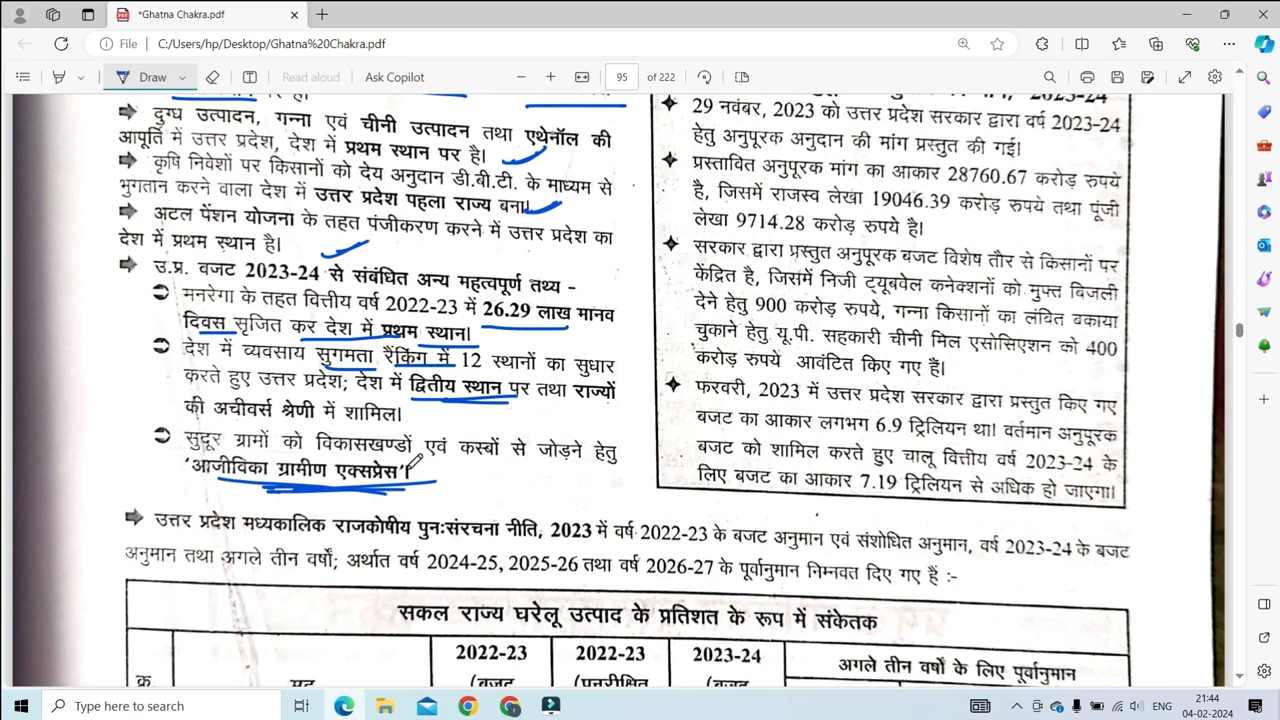 *Ghatna Chakra.pdf
File
C:/Users/hp/Desktop/Ghatna%20Chakra.pdf
Draw
Read aloud
Ask Copilot
95
of 222
➩ दुग्ध उत्पादन, गन्ना एवं चीनी उत्पादन तथा एथेनॉल की
आपूर्ति में उत्तर प्रदेश, देश में प्रथम स्थान पर है।
➩ कृषि निवेशों पर किसानों को देय अनुदान डी.बी.टी. के माध्यम से
भुगतान करने वाला देश में उत्तर प्रदेश पहला राज्य बना।
➩ अटल पेंशन योजना के तहत पंजीकरण करने में उत्तर प्रदेश का
देश में प्रथम स्थान है।
➩ उ.प्र. बजट 2023-24 से संबंधित अन्य महत्वपूर्ण तथ्य -
➲ मनरेगा के तहत वित्तीय वर्ष 2022-23 में 26.29 लाख मानव
दिवस सृजित कर देश में प्रथम स्थान।
➲ देश में व्यवसाय सुगमता रैंकिंग में 12 स्थानों का सुधार
करते हुए उत्तर प्रदेश; देश में द्वितीय स्थान पर तथा राज्यों
की अचीवर्स श्रेणी में शामिल।
➲ सुदूर ग्रामों को विकासखण्डों एवं कस्बों से जोड़ने हेतु
'आजीविका ग्रामीण एक्सप्रेस'।
29 नवंबर, 2023 को उत्तर प्रदेश सरकार द्वारा वर्ष 2023-24
हेतु अनुपूरक अनुदान की मांग प्रस्तुत की गई।
✦ प्रस्तावित अनुपूरक मांग का आकार 28760.67 करोड़ रुपये
है, जिसमें राजस्व लेखा 19046.39 करोड़ रुपये तथा पूंजी
लेखा 9714.28 करोड़ रुपये है।
✦ सरकार द्वारा प्रस्तुत अनुपूरक बजट विशेष तौर से किसानों पर
केंद्रित है, जिसमें निजी ट्यूबवेल कनेक्शनों को मुफ्त बिजली
देने हेतु 900 करोड़ रुपये, गन्ना किसानों का लंबित बकाया
चुकाने हेतु यू.पी. सहकारी चीनी मिल एसोसिएशन को 400
करोड़ रुपये आवंटित किए गए हैं।
✦ फरवरी, 2023 में उत्तर प्रदेश सरकार द्वारा प्रस्तुत किए गए
बजट का आकार लगभग 6.9 ट्रिलियन था। वर्तमान अनुपूरक
बजट को शामिल करते हुए चालू वित्तीय वर्ष 2023-24 के
लिए बजट का आकार 7.19 ट्रिलियन से अधिक हो जाएगा।
➩ उत्तर प्रदेश मध्यकालिक राजकोषीय पुनःसंरचना नीति, 2023 में वर्ष 2022-23 के बजट अनुमान एवं संशोधित अनुमान, वर्ष 2023-24 के बजट
अनुमान तथा अगले तीन वर्षों; अर्थात वर्ष 2024-25, 2025-26 तथा वर्ष 2026-27 के पूर्वानुमान निम्नवत दिए गए हैं :-
सकल राज्य घरेलू उत्पाद के प्रतिशत के रूप में संकेतक
2022-23 2022-23 2023-24 अगले तीन वर्षों के लिए पूर्वानुमान
क्र. मद (बजट (पुनरीक्षित (बजट
Type here to search
ENG
21:44
04-02-2024